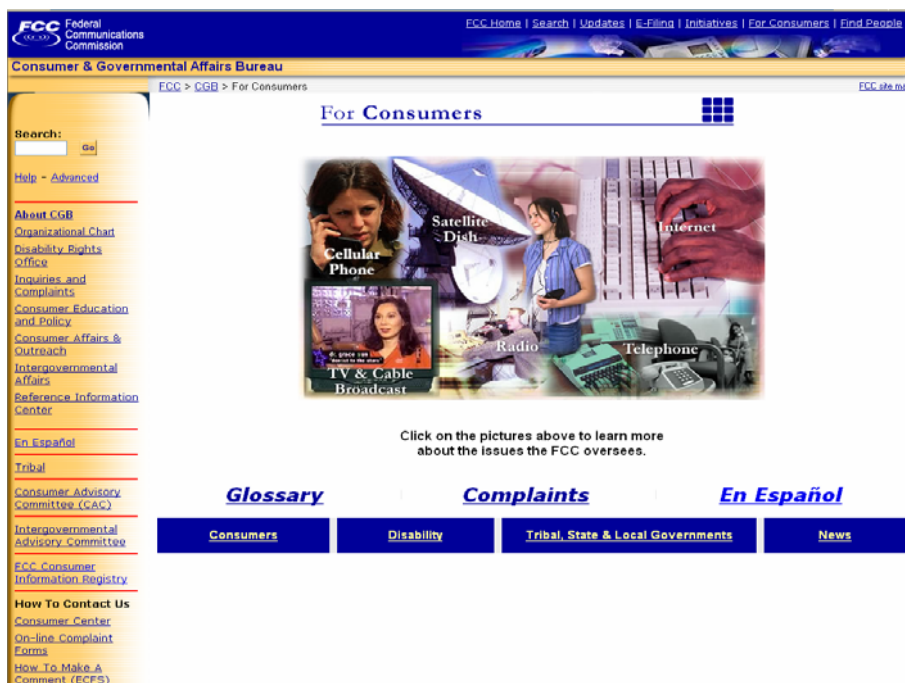 FCC Federal
Communications
Commission
FCC Home | Search | Updates | E-Filing | Initiatives | For Consumers | Find People
Consumer & Governmental Affairs Bureau
FCC > CGB > For Consumers
FCC site ma
Search:
Go
Help - Advanced
About CGB
Organizational Chart
Disability Rights
Office
Inquiries and
Complaints
Consumer Education
and Policy
Consumer Affairs &
Outreach
Intergovernmental
Affairs
Reference Information
Center
En Español
Tribal
Consumer Advisory
Committee (CAC)
Intergovernmental
Advisory Committee
FCC Consumer
Information Registry
How To Contact Us
Consumer Center
On-line Complaint
Forms
How To Make A
Comment (ECFS)
For Consumers
Cellular
Phone
Satellite
Dish
Internet
TV & Cable
Broadcast
Radio
Telephone
Click on the pictures above to learn more
about the issues the FCC oversees.
Glossary Complaints En Español
Consumers Disability Tribal, State & Local Governments News